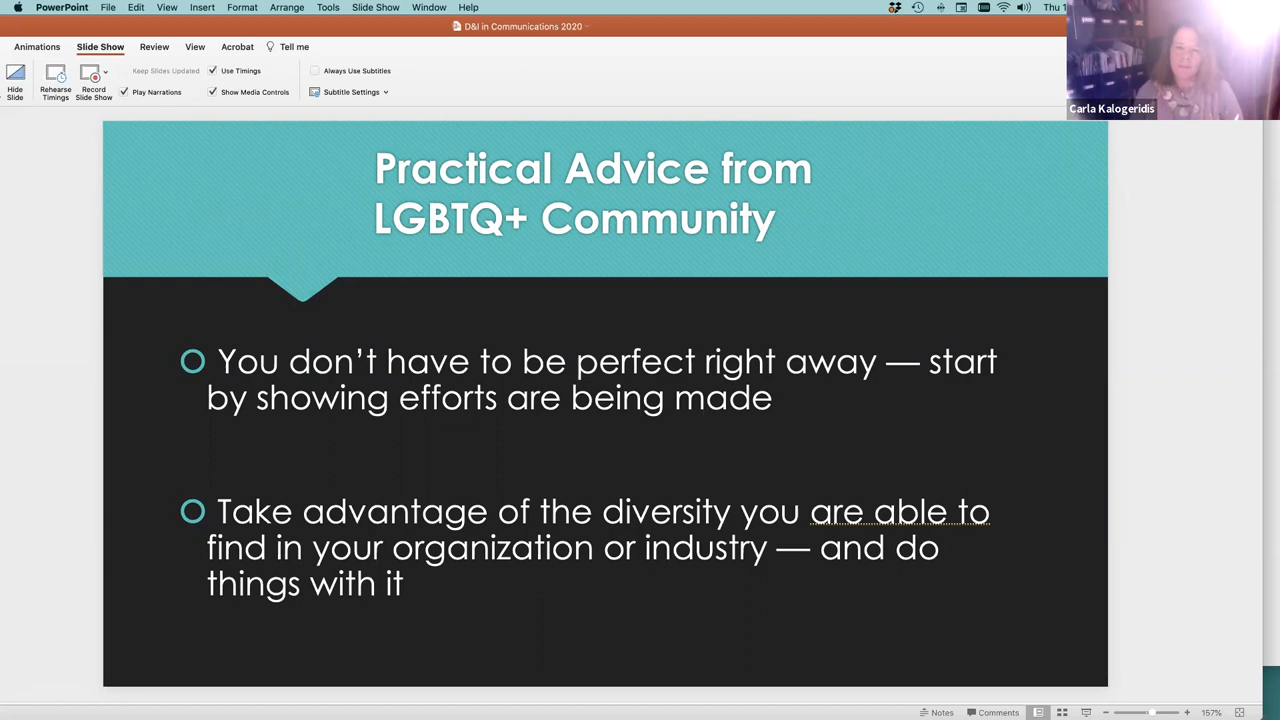 PowerPoint File Edit View Insert Format Arrange Tools Slide Show Window Help Thu 1
D&I in Communications 2020
Animations Slide Show Review View Acrobat Tell me
Keep Slides Updated Use Timings Always Use Subtitles
Hide Slide Rehearse Timings Record Slide Show Play Narrations Show Media Controls Subtitle Settings
Carla Kalogeridis
Practical Advice from
LGBTQ+ Community
You don't have to be perfect right away — start
by showing efforts are being made
Take advantage of the diversity you are able to
find in your organization or industry — and do
things with it
Notes Comments 157%